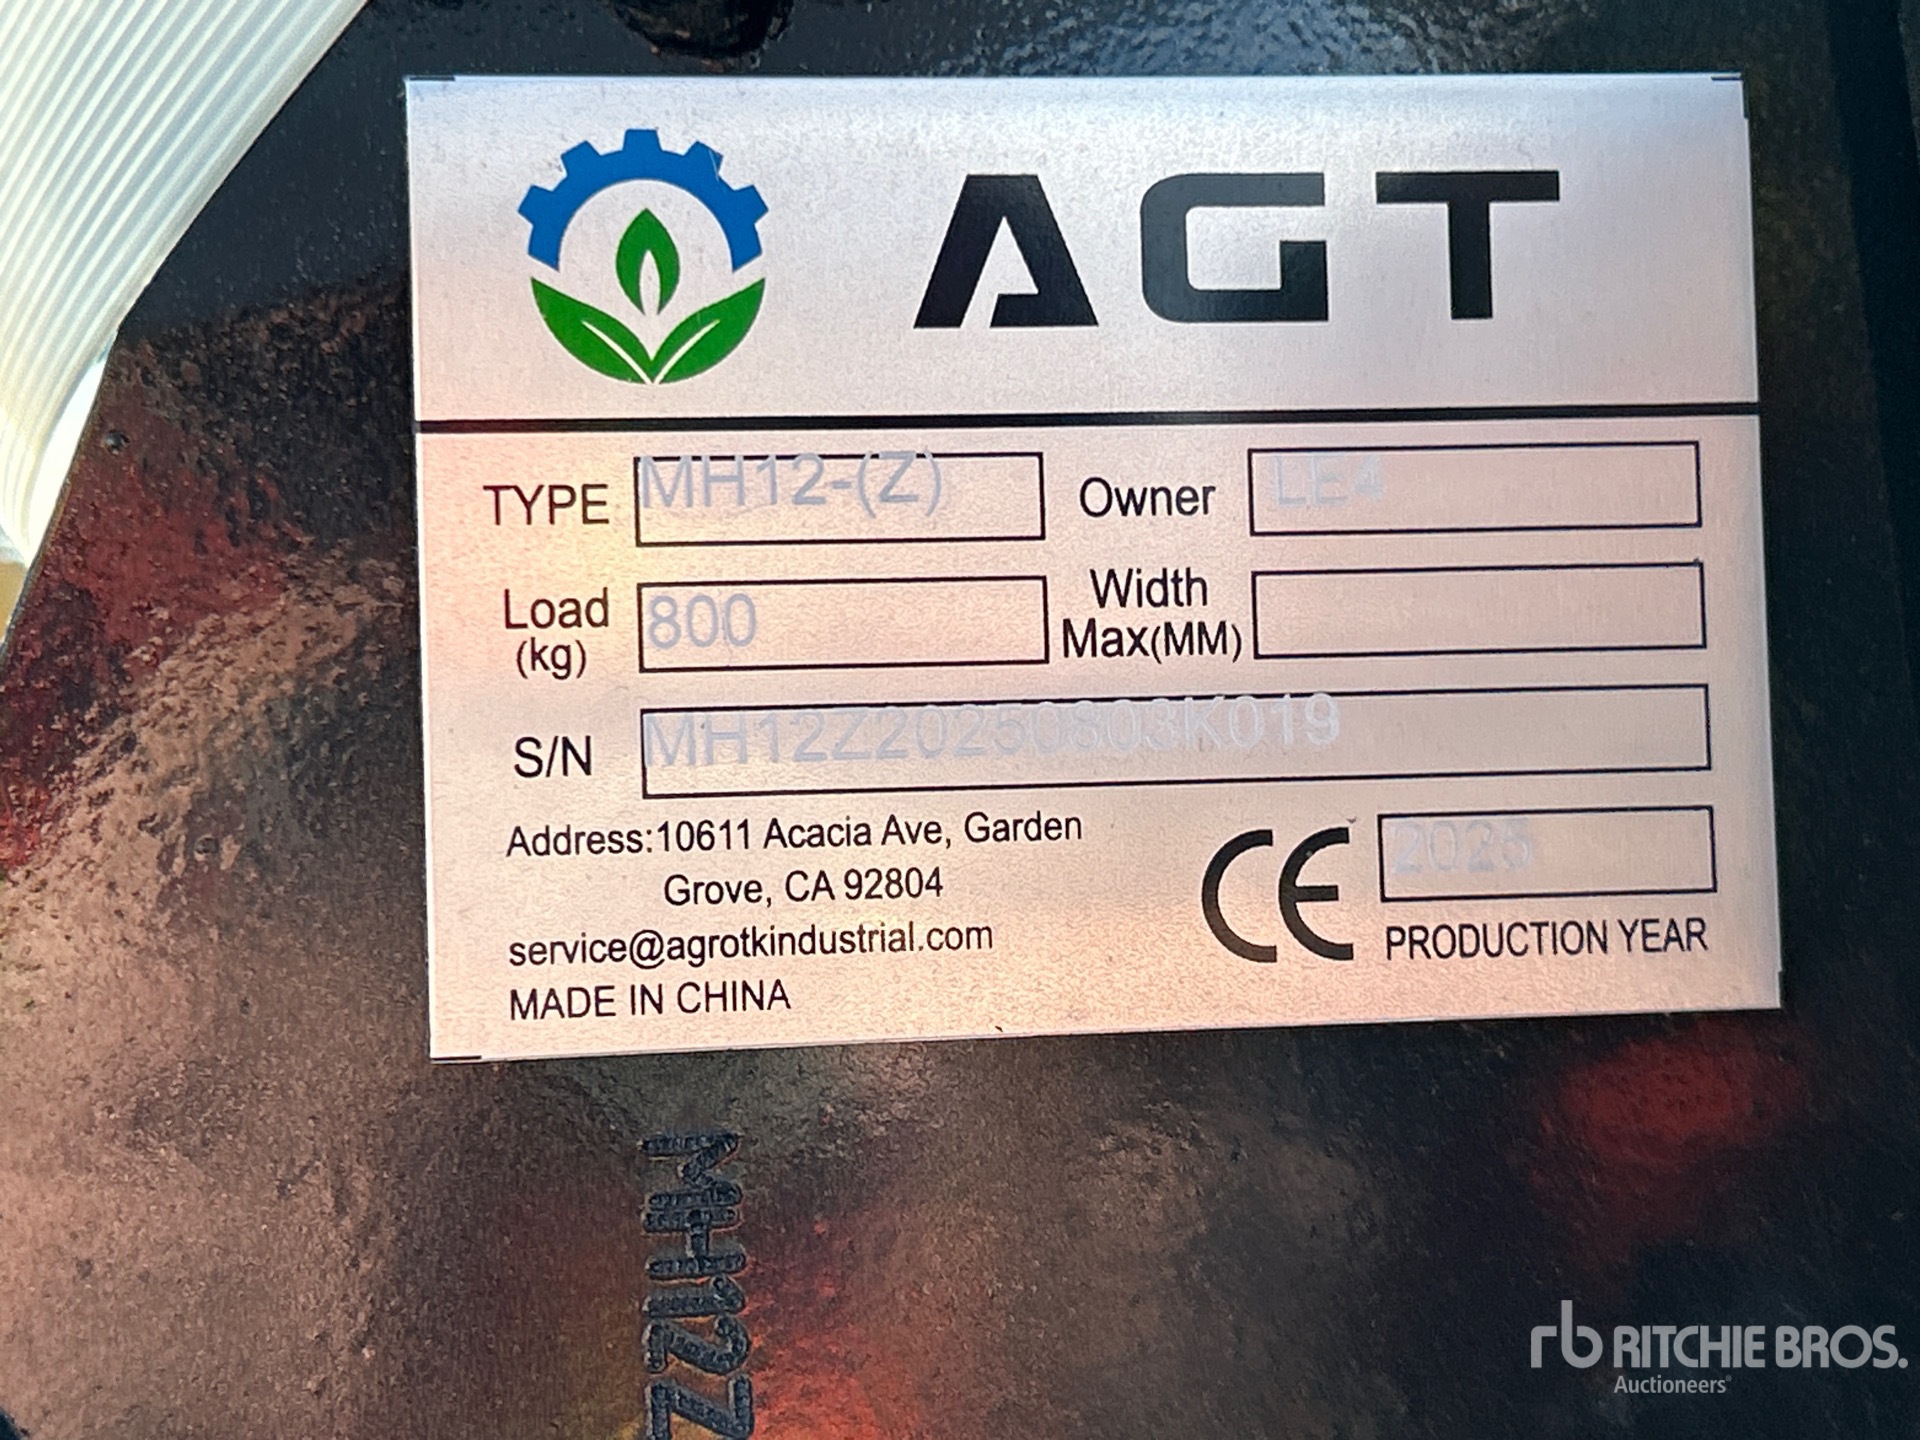 AGT
TYPE MH12-(Z) Owner LE4
Load (kg) 800 Width Max(MM)
S/N MH12Z20250803K019
Address:10611 Acacia Ave, Garden
Grove, CA 92804
service@agrotkindustrial.com
MADE IN CHINA
CE 2025
PRODUCTION YEAR
MH12Z
rb RITCHIE BROS.
Auctioneers